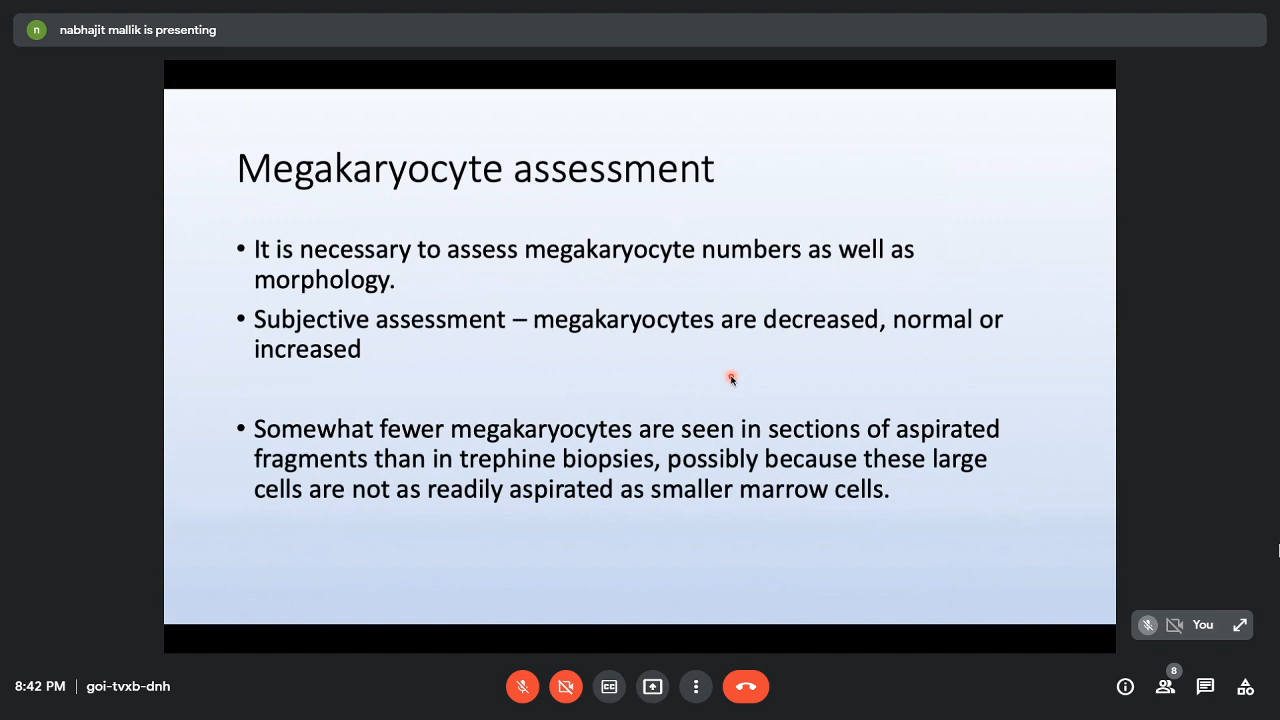 n nabhajit mallik is presenting
Megakaryocyte assessment
• It is necessary to assess megakaryocyte numbers as well as
morphology.
• Subjective assessment – megakaryocytes are decreased, normal or
increased
• Somewhat fewer megakaryocytes are seen in sections of aspirated
fragments than in trephine biopsies, possibly because these large
cells are not as readily aspirated as smaller marrow cells.
You
8
8:42 PM | goi-tvxb-dnh
CC